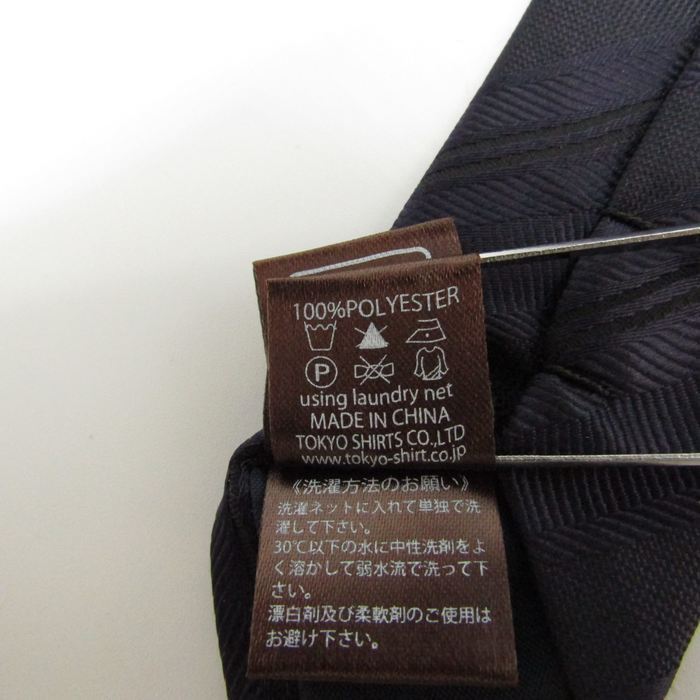 100%POLYESTER
P
using laundry net
MADE IN CHINA
TOKYO SHIRTS CO.,LTD
www.tokyo-shirt.co.jp
《洗濯方法のお願い》
洗濯ネットに入れて単独で洗
濯して下さい。
30℃以下の水に中性洗剤をよ
く溶かして弱水流で洗って下
さい。
漂白剤及び柔軟剤のご使用は
お避け下さい。